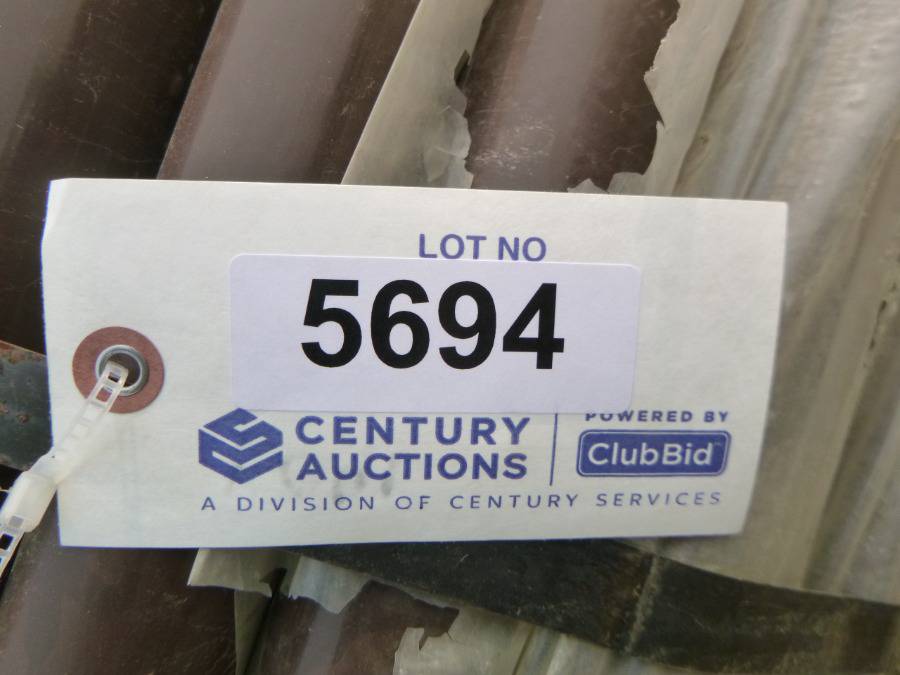 LOT NO
5694
CENTURY
AUCTIONS
POWERED BY
ClubBid
A DIVISION OF CENTURY SERVICES